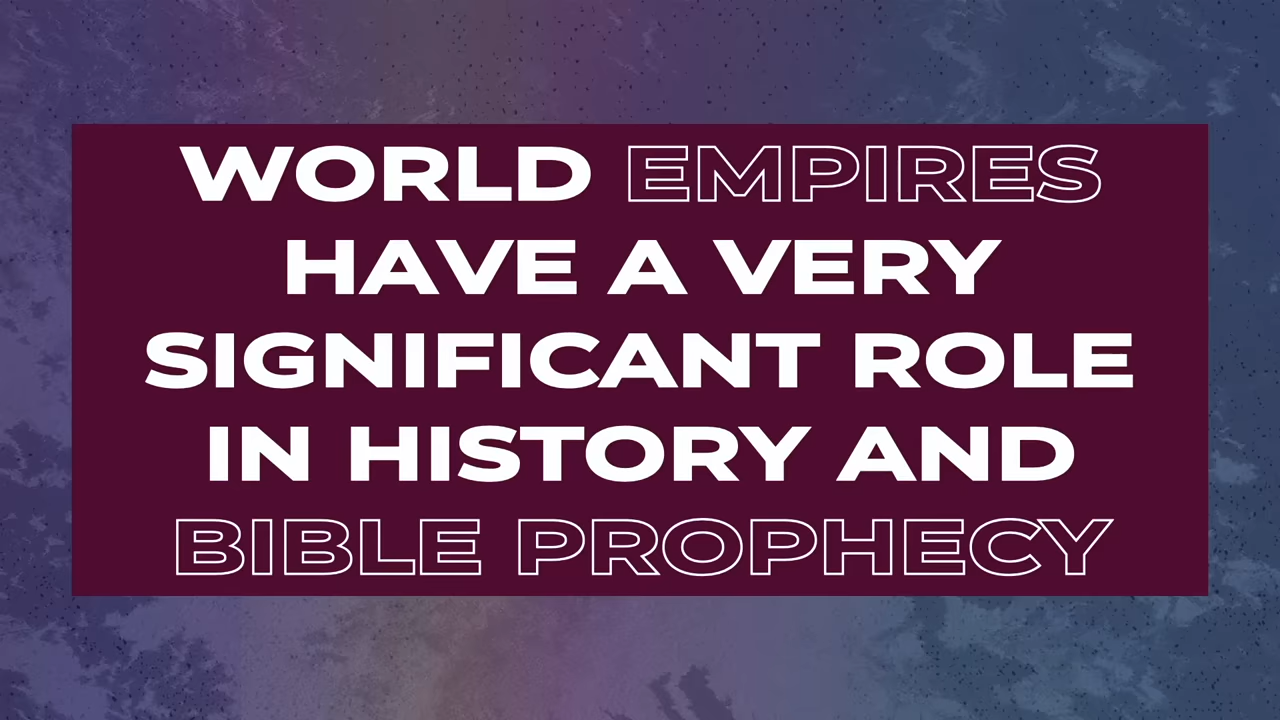 WORLD EMPIRES
HAVE A VERY
SIGNIFICANT ROLE
IN HISTORY AND
BIBLE PROPHECY